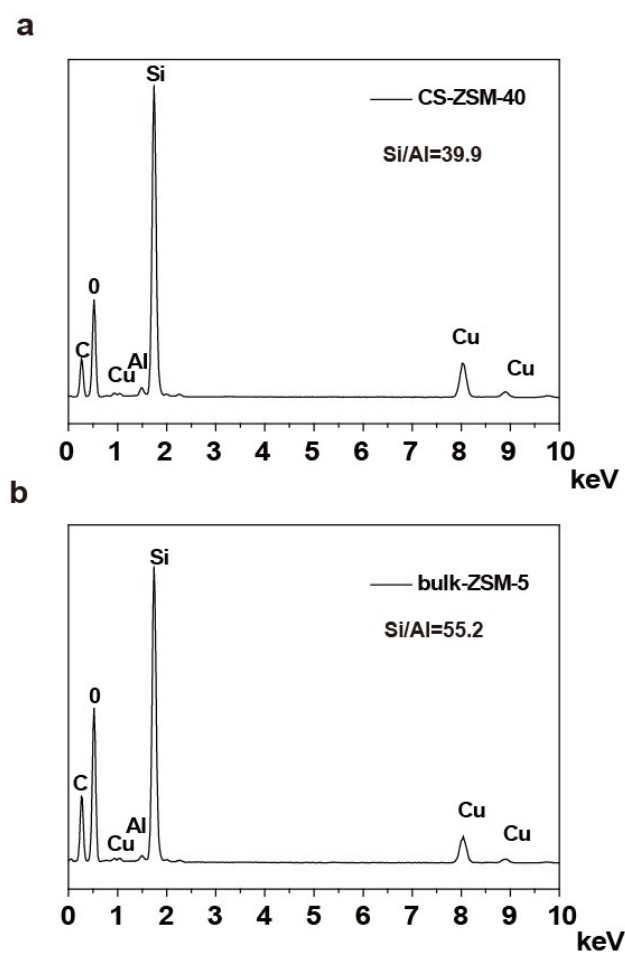 a
Si
CS-ZSM-40
Si/Al=39.9
0
C
Cu
Al
Cu
Cu
0 1 2 3 4 5 6 7 8 9 10
keV
b
Si
bulk-ZSM-5
Si/Al=55.2
0
C
Cu
Al
Cu
Cu
0 1 2 3 4 5 6 7 8 9 10
keV